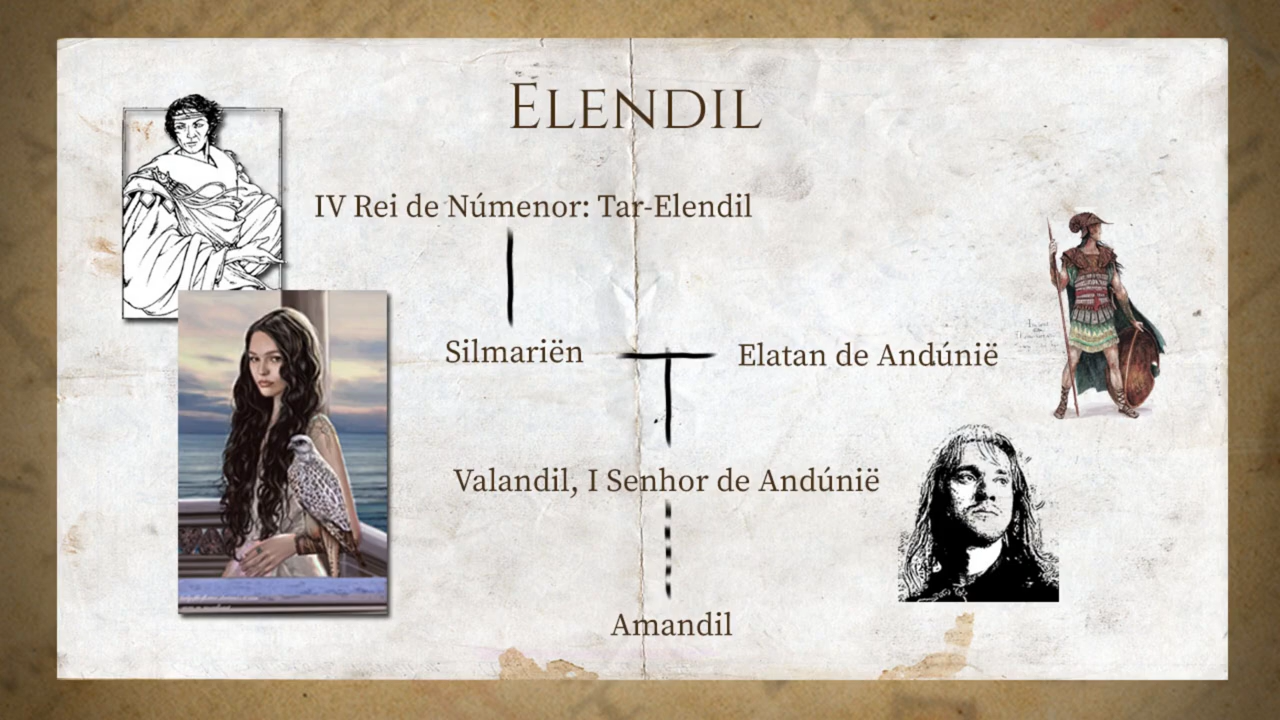 Elendil
IV Rei de Númenor: Tar-Elendil
Silmariën
Elatan de Andúnië
Valandil, I Senhor de Andúnië
Amandil